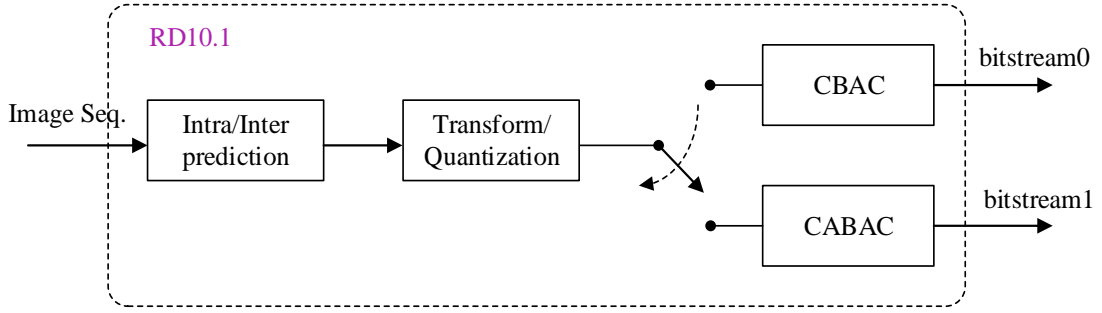 RD10.1
Image Seq.
Intra/Inter
prediction
Transform/
Quantization
CBAC
bitstream0
CABAC
bitstream1